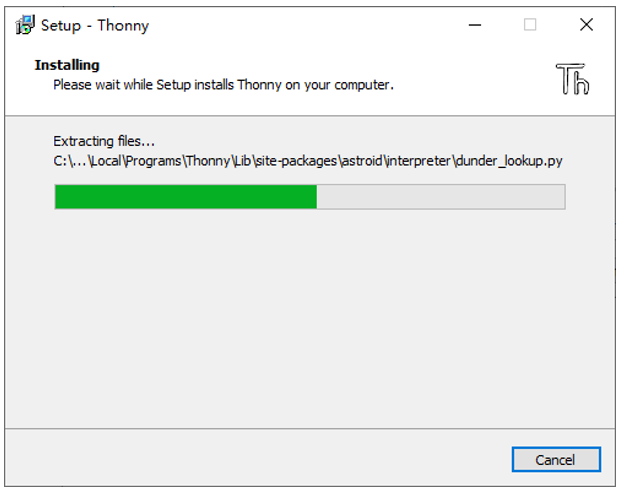 Setup - Thonny
Installing
Please wait while Setup installs Thonny on your computer.
Th
Extracting files...
C:\...\Local\Programs\Thonny\Lib\site-packages\astroid\interpreter\dunder_lookup.py
Cancel